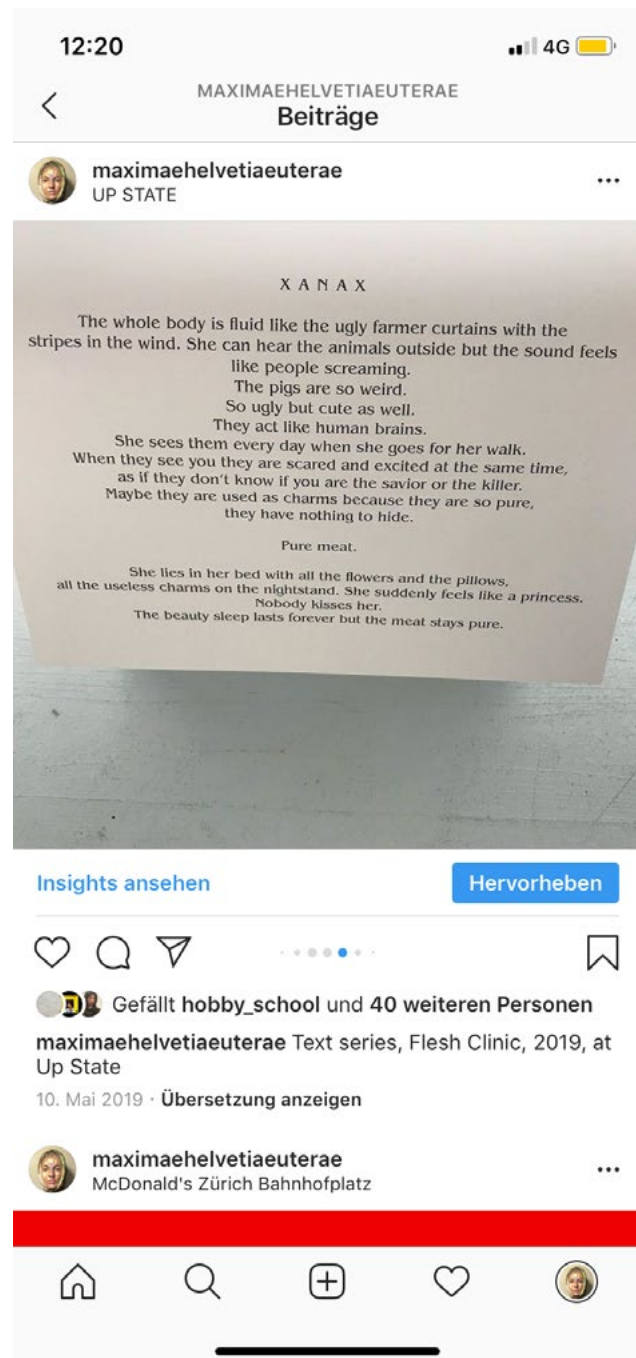 12:20
4G
MAXIMAEHELVETIAEUTERAE
Beiträge
maximaehelvetiaeuterae
UP STATE
XANAX
The whole body is fluid like the ugly farmer curtains with the
stripes in the wind. She can hear the animals outside but the sound feels
like people screaming.
The pigs are so weird.
So ugly but cute as well.
They act like human brains.
She sees them every day when she goes for her walk.
When they see you they are scared and excited at the same time,
as if they don't know if you are the savior or the killer.
Maybe they are used as charms because they are so pure,
they have nothing to hide.
Pure meat.
She lies in her bed with all the flowers and the pillows,
all the useless charms on the nightstand. She suddenly feels like a princess.
Nobody kisses her.
The beauty sleep lasts forever but the meat stays pure.
Insights ansehen
Hervorheben
Gefällt hobby_school und 40 weiteren Personen
maximaehelvetiaeuterae Text series, Flesh Clinic, 2019, at
Up State
10. Mai 2019 · Übersetzung anzeigen
maximaehelvetiaeuterae
McDonald's Zürich Bahnhofplatz